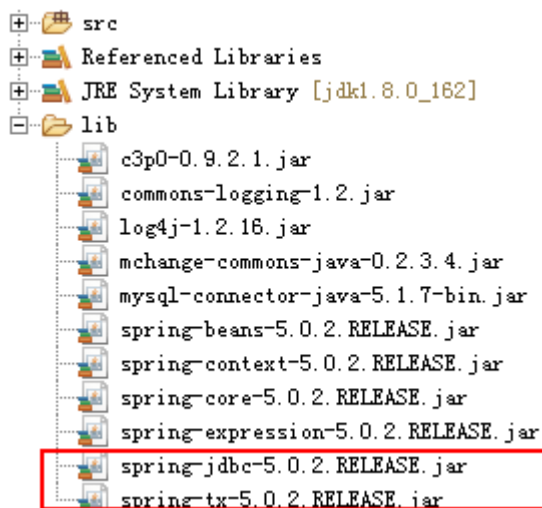 src
Referenced Libraries
JRE System Library [jdk1.8.0_162]
lib
c3p0-0.9.2.1.jar
commons-logging-1.2.jar
log4j-1.2.16.jar
mchange-commons-java-0.2.3.4.jar
mysql-connector-java-5.1.7-bin.jar
spring-beans-5.0.2.RELEASE.jar
spring-context-5.0.2.RELEASE.jar
spring-core-5.0.2.RELEASE.jar
spring-expression-5.0.2.RELEASE.jar
spring-jdbc-5.0.2.RELEASE.jar
spring-tx-5.0.2.RELEASE.jar